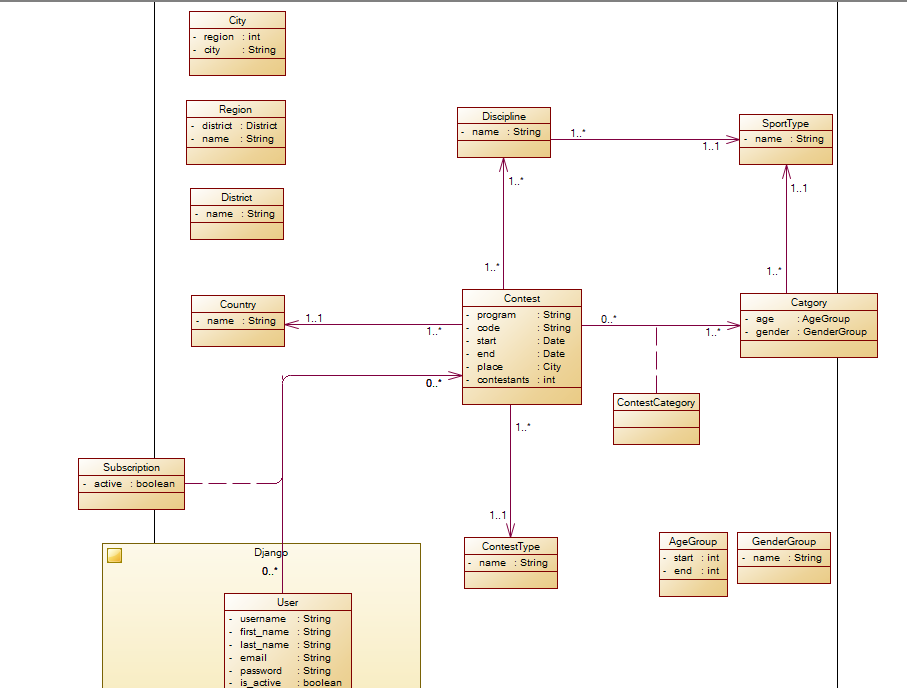 City
- region : int
- city : String
Region
- district : District
- name : String
District
- name : String
Discipline
- name : String
1..*
1..1
SportType
- name : String
1..*
1..*
1..1
1..*
Country
- name : String
1..1
1..*
Contest
- program : String
- code : String
- start : Date
- end : Date
- place : City
- contestants : int
0..*
1..*
Catgory
- age : AgeGroup
- gender : GenderGroup
0..*
ContestCategory
1..*
1..1
Subscription
- active : boolean
ContestType
- name : String
AgeGroup
- start : int
- end : int
GenderGroup
- name : String
Django
0..*
User
- username : String
- first_name : String
- last_name : String
- email : String
- password : String
- is_active : boolean